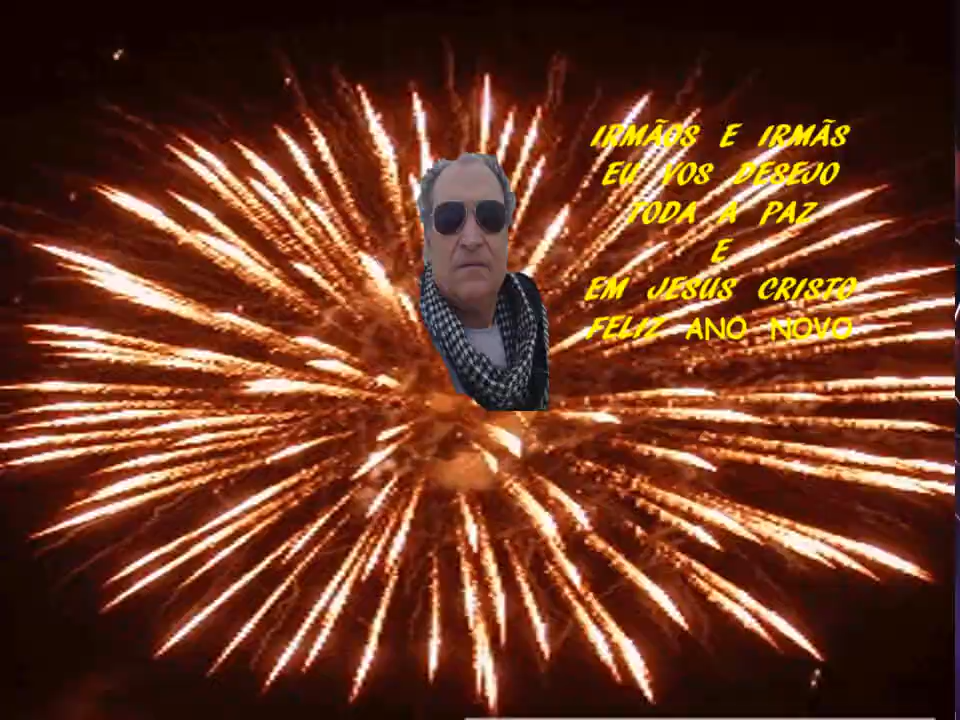 IRMÃOS E IRMÃS
EU VOS DESEJO
TODA A PAZ
E
EM JESUS CRISTO
FELIZ ANO NOVO